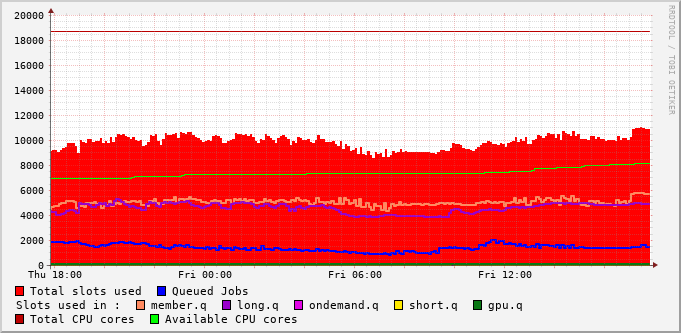 20000
18000
16000
14000
12000
10000
8000
6000
4000
2000
0
Thu 18:00 Fri 00:00 Fri 06:00 Fri 12:00
Total slots used Queued Jobs
Slots used in : member.q long.q ondemand.q short.q gpu.q
Total CPU cores Available CPU cores
RRDTOOL / TOBI OETIKER